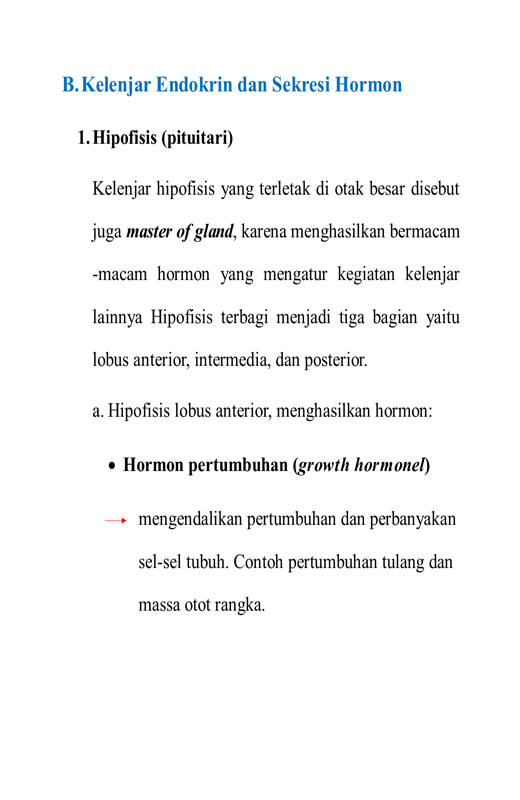 B. Kelenjar Endokrin dan Sekresi Hormon
1. Hipofisis (pituitari)
Kelenjar hipofisis yang terletak di otak besar disebut
juga master of gland, karena menghasilkan bermacam
-macam hormon yang mengatur kegiatan kelenjar
lainnya Hipofisis terbagi menjadi tiga bagian yaitu
lobus anterior, intermedia, dan posterior.
a. Hipofisis lobus anterior, menghasilkan hormon:
• Hormon pertumbuhan (growth hormonel)
→ mengendalikan pertumbuhan dan perbanyakan
sel-sel tubuh. Contoh pertumbuhan tulang dan
massa otot rangka.